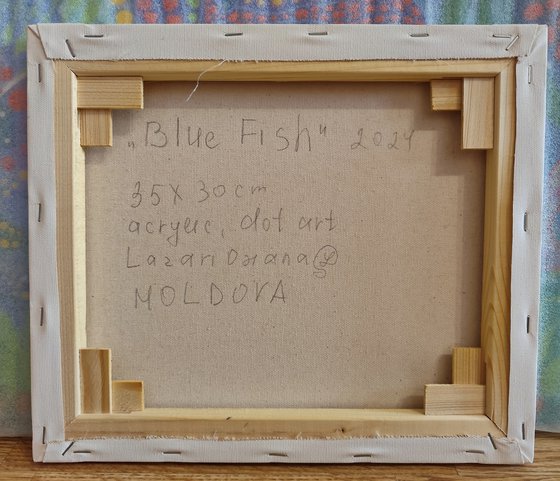 „Blue Fish" 2024
35 x 30 cm
acrylic, dot art
Lazari Oxana
MOLDOVA